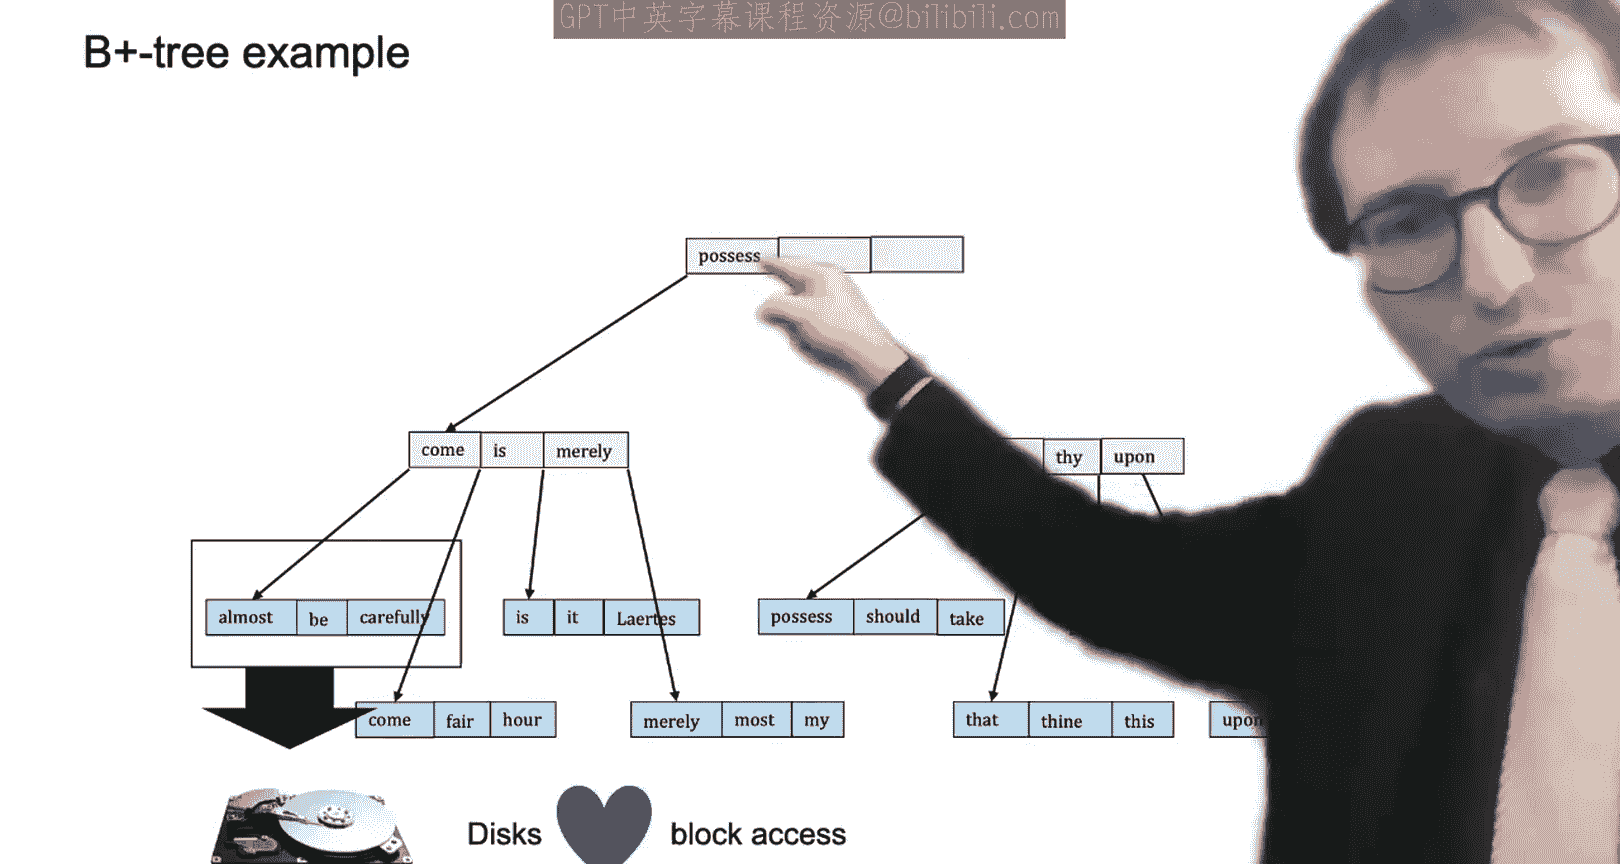 GPT中英字幕课程资源@bilibili.com
B+-tree example
possess
come is merely
thy upon
almost be carefully
is it Laertes
possess should take
come fair hour
merely most my
that thine this
upon
Disks block access